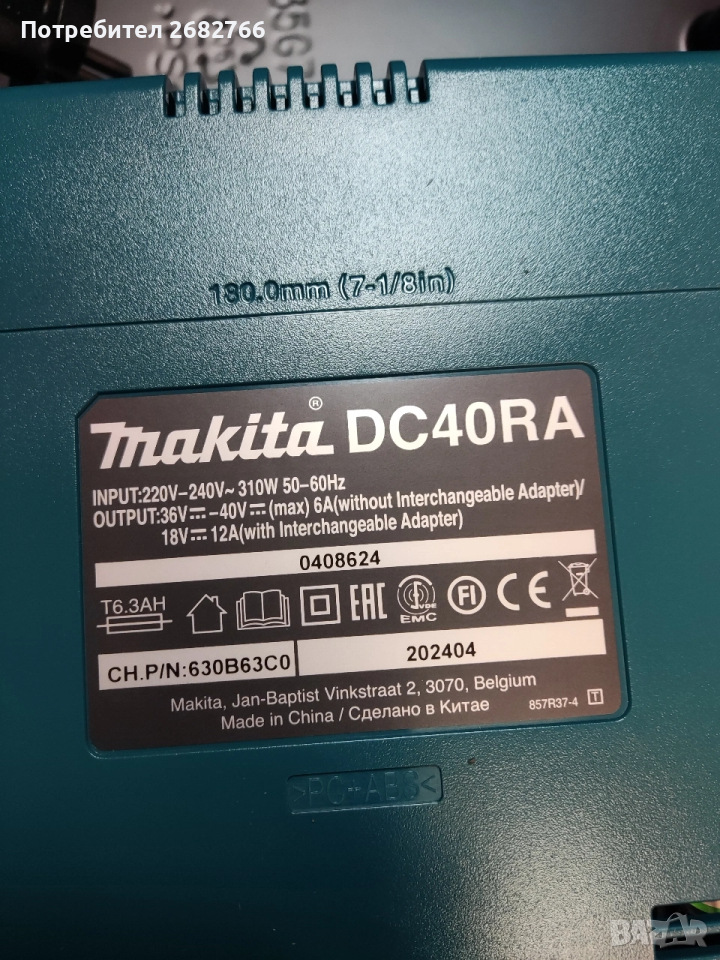 Потребител 2682766
180.0mm (7-1/8in)
makita® DC40RA
INPUT:220V-240V~ 310W 50-60Hz
OUTPUT:36V⎓ -40V⎓ (max) 6A(without Interchangeable Adapter)/
18V⎓ 12A(with Interchangeable Adapter)
0408624
T6.3AH
EAC
VDE
EMC
FI
CE
CH.P/N:630B63C0
202404
Makita, Jan-Baptist Vinkstraat 2, 3070, Belgium
Made in China / Сделано в Китае
857R37-4 T
>PC+ABS<
BAZAR